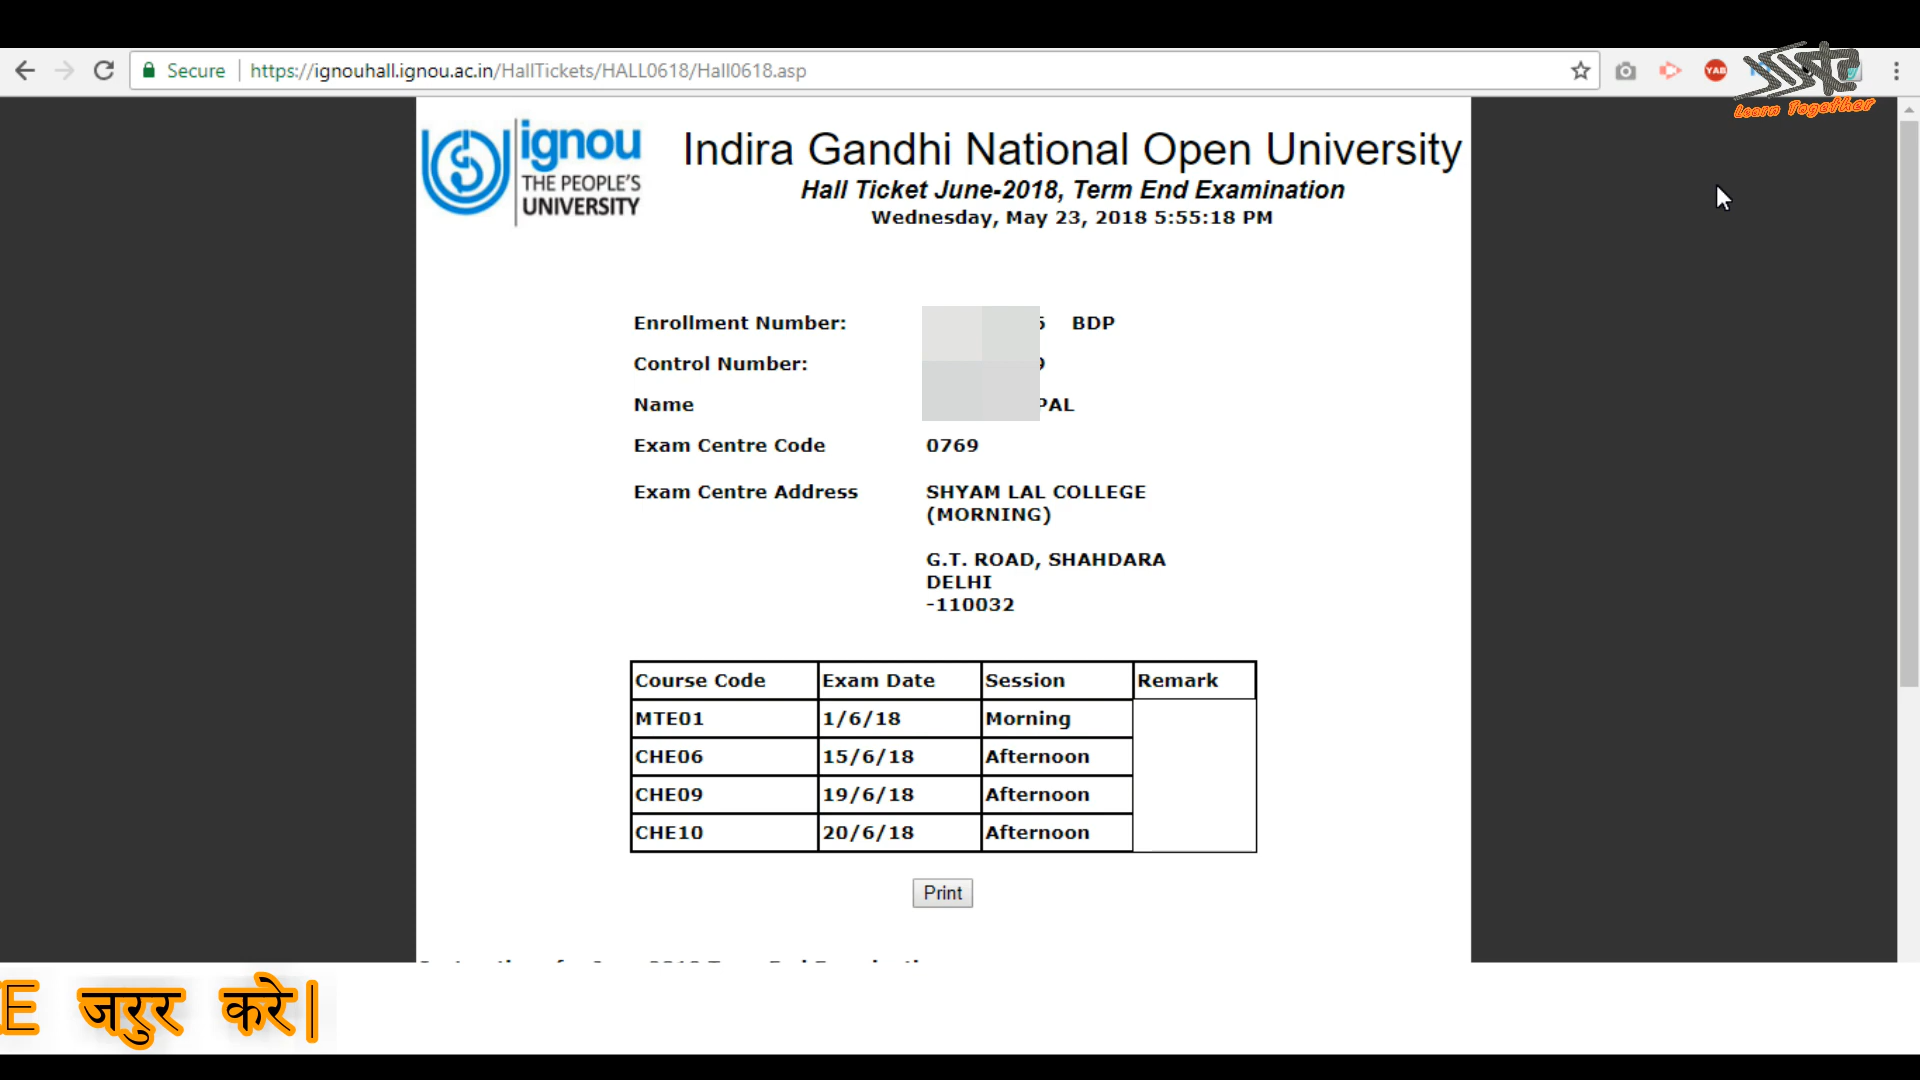 Secure | https://ignouhall.ignou.ac.in/HallTickets/HALL0618/Hall0618.asp
YAB
Learn Together
ignou
THE PEOPLE'S
UNIVERSITY
Indira Gandhi National Open University
Hall Ticket June-2018, Term End Examination
Wednesday, May 23, 2018 5:55:18 PM
Enrollment Number: BDP
Control Number:
Name PAL
Exam Centre Code 0769
Exam Centre Address SHYAM LAL COLLEGE
(MORNING)
G.T. ROAD, SHAHDARA
DELHI
-110032
Course Code Exam Date Session Remark
MTE01 1/6/18 Morning
CHE06 15/6/18 Afternoon
CHE09 19/6/18 Afternoon
CHE10 20/6/18 Afternoon
Print
E जरुर करे|